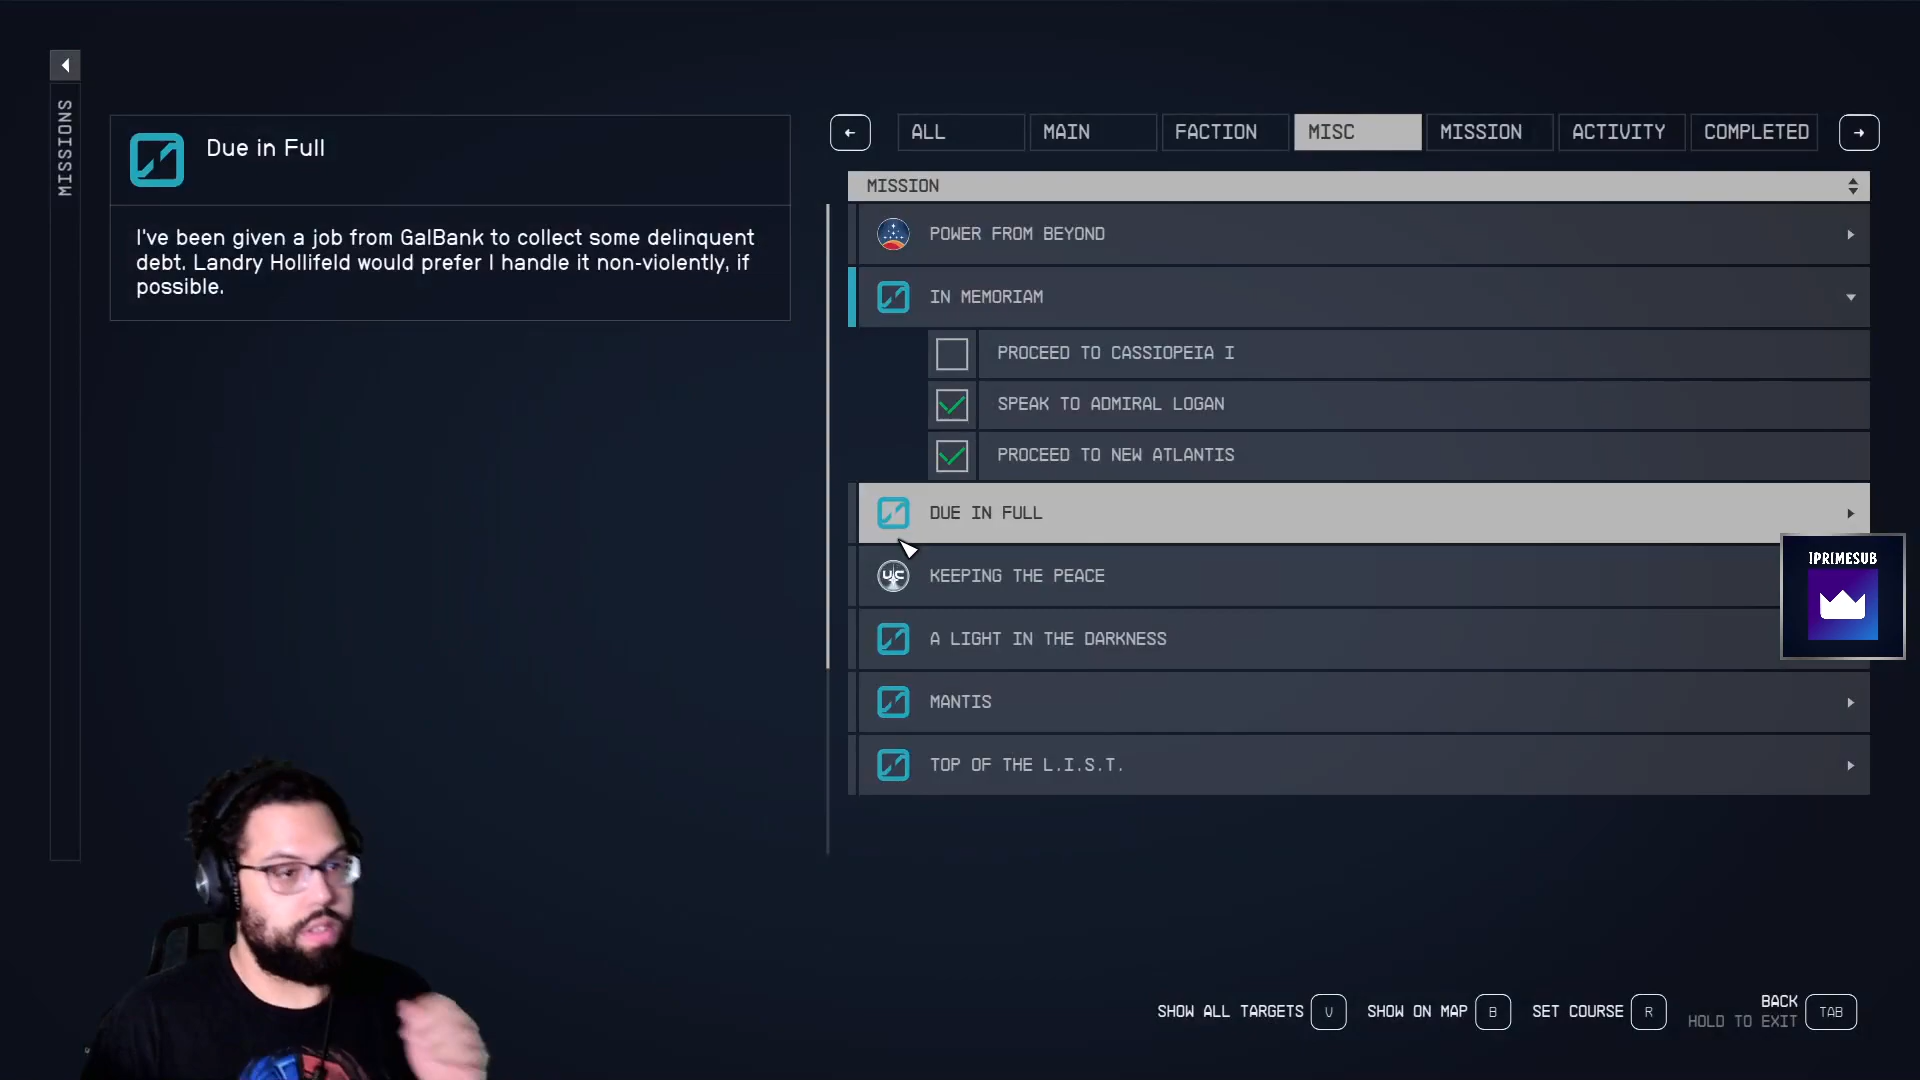 MISSIONS
Due in Full
I've been given a job from GalBank to collect some delinquent
debt. Landry Hollifeld would prefer I handle it non-violently, if
possible.
ALL
MAIN
FACTION
MISC
MISSION
ACTIVITY
COMPLETED
MISSION
POWER FROM BEYOND
IN MEMORIAM
PROCEED TO CASSIOPEIA I
SPEAK TO ADMIRAL LOGAN
PROCEED TO NEW ATLANTIS
DUE IN FULL
UC
KEEPING THE PEACE
A LIGHT IN THE DARKNESS
MANTIS
TOP OF THE L.I.S.T.
1PRIMESUB
SHOW ALL TARGETS V
SHOW ON MAP B
SET COURSE R
BACK
HOLD TO EXIT
TAB